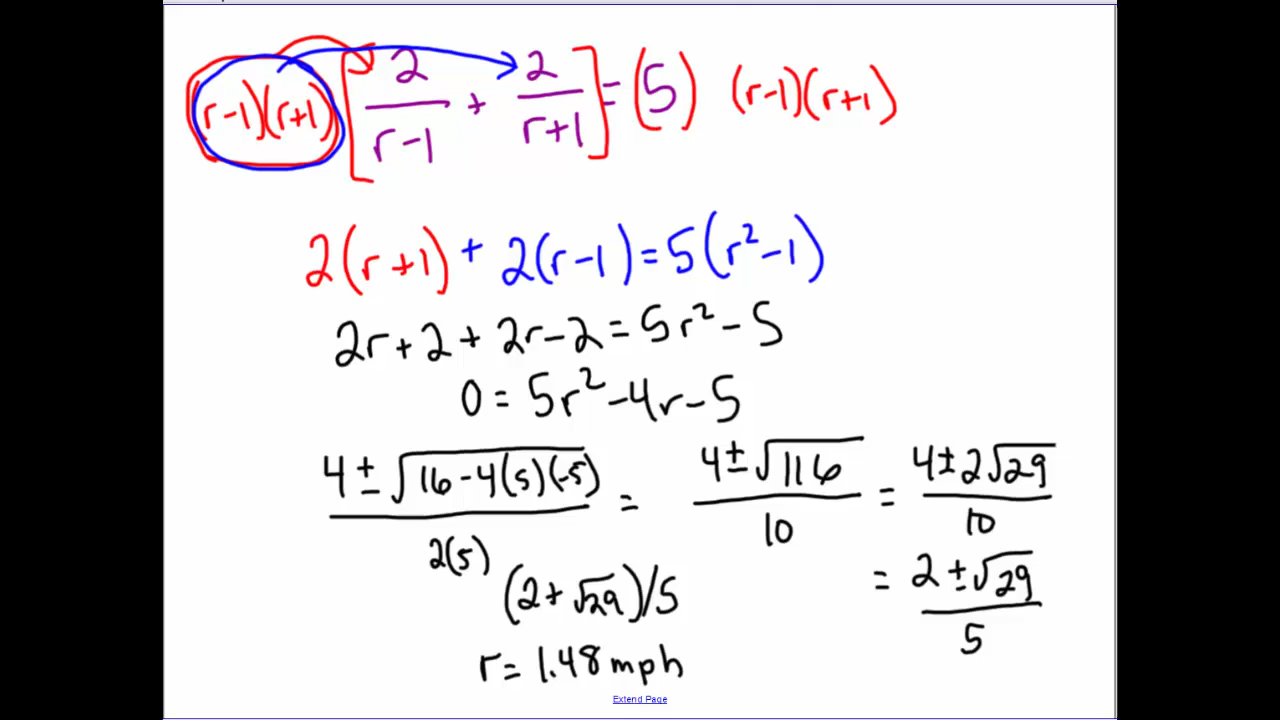 (r-1)(r+1) [2/(r-1) + 2/(r+1)] = (5) (r-1)(r+1)
2(r+1) + 2(r-1) = 5(r²-1)
2r+2+2r-2=5r²-5
0=5r²-4r-5
(4±√(16-4(5)(-5)))/(2(5)) = (4±√116)/10 = (4±2√29)/10
= (2±√29)/5
(2+√29)/5
r=1.48mph
Extend Page